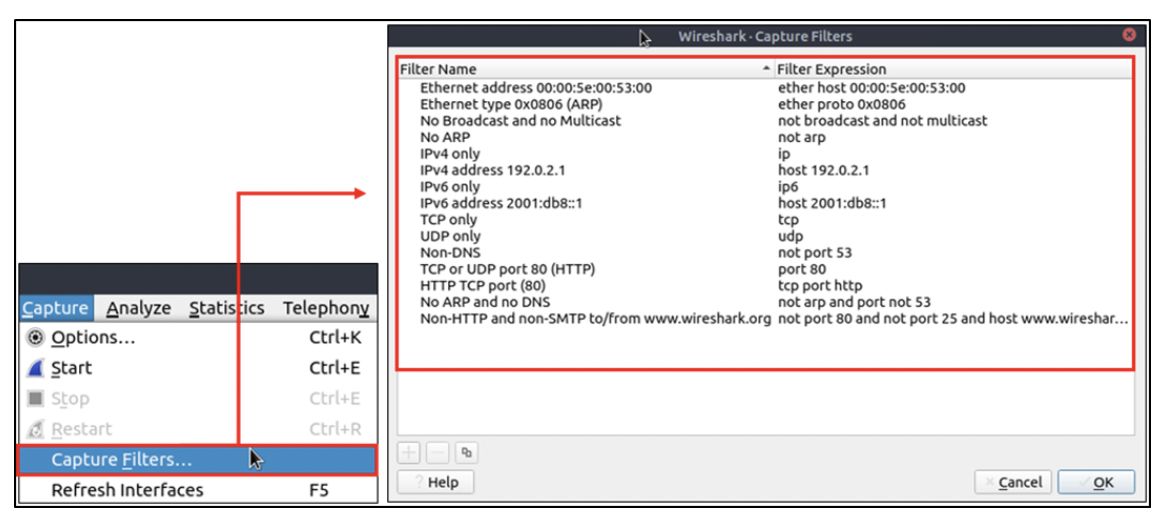 Wireshark · Capture Filters
Filter Name Filter Expression
Ethernet address 00:00:5e:00:53:00 ether host 00:00:5e:00:53:00
Ethernet type 0x0806 (ARP) ether proto 0x0806
No Broadcast and no Multicast not broadcast and not multicast
No ARP not arp
IPv4 only ip
IPv4 address 192.0.2.1 host 192.0.2.1
IPv6 only ip6
IPv6 address 2001:db8::1 host 2001:db8::1
TCP only tcp
UDP only udp
Non-DNS not port 53
TCP or UDP port 80 (HTTP) port 80
HTTP TCP port (80) tcp port http
No ARP and no DNS not arp and port not 53
Non-HTTP and non-SMTP to/from www.wireshark.org not port 80 and not port 25 and host www.wireshar...
Help Cancel OK
Capture Analyze Statistics Telephony
Options... Ctrl+K
Start Ctrl+E
Stop Ctrl+E
Restart Ctrl+R
Capture Filters...
Refresh Interfaces F5